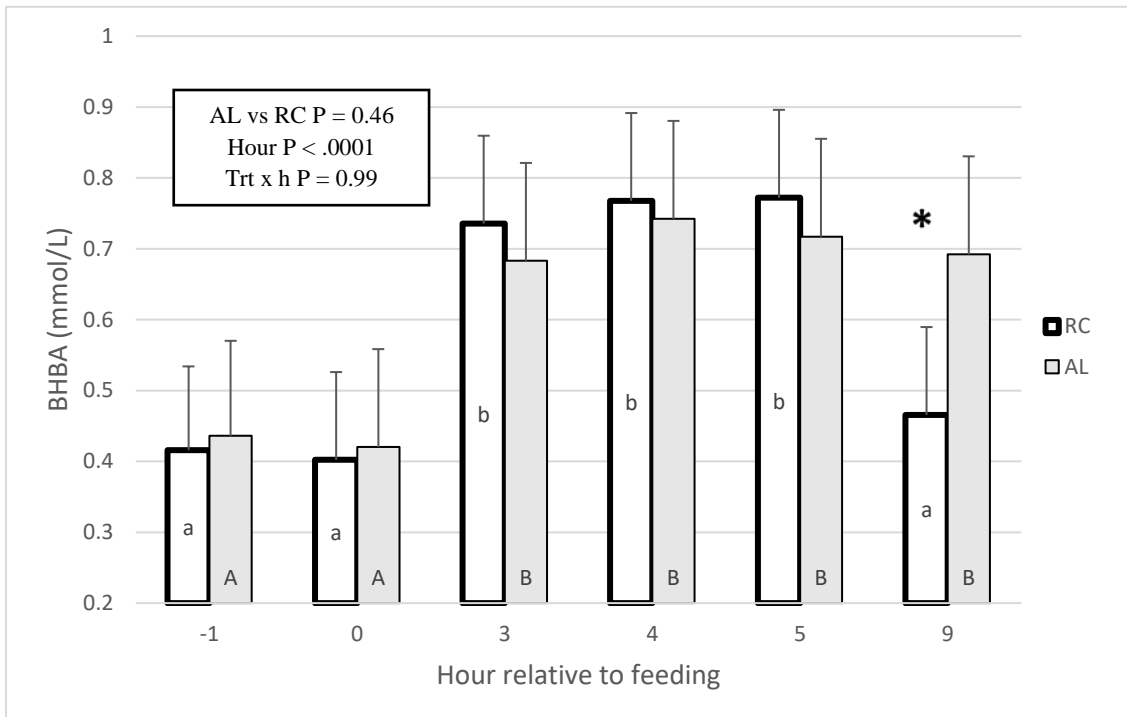 1
0.9
0.8
0.7
0.6
0.5
0.4
0.3
0.2
BHBA (mmol/L)
AL vs RC P = 0.46
Hour P < .0001
Trt x h P = 0.99
*
b
b
b
a
a
a
A
A
B
B
B
B
RC
AL
-1
0
3
4
5
9
Hour relative to feeding